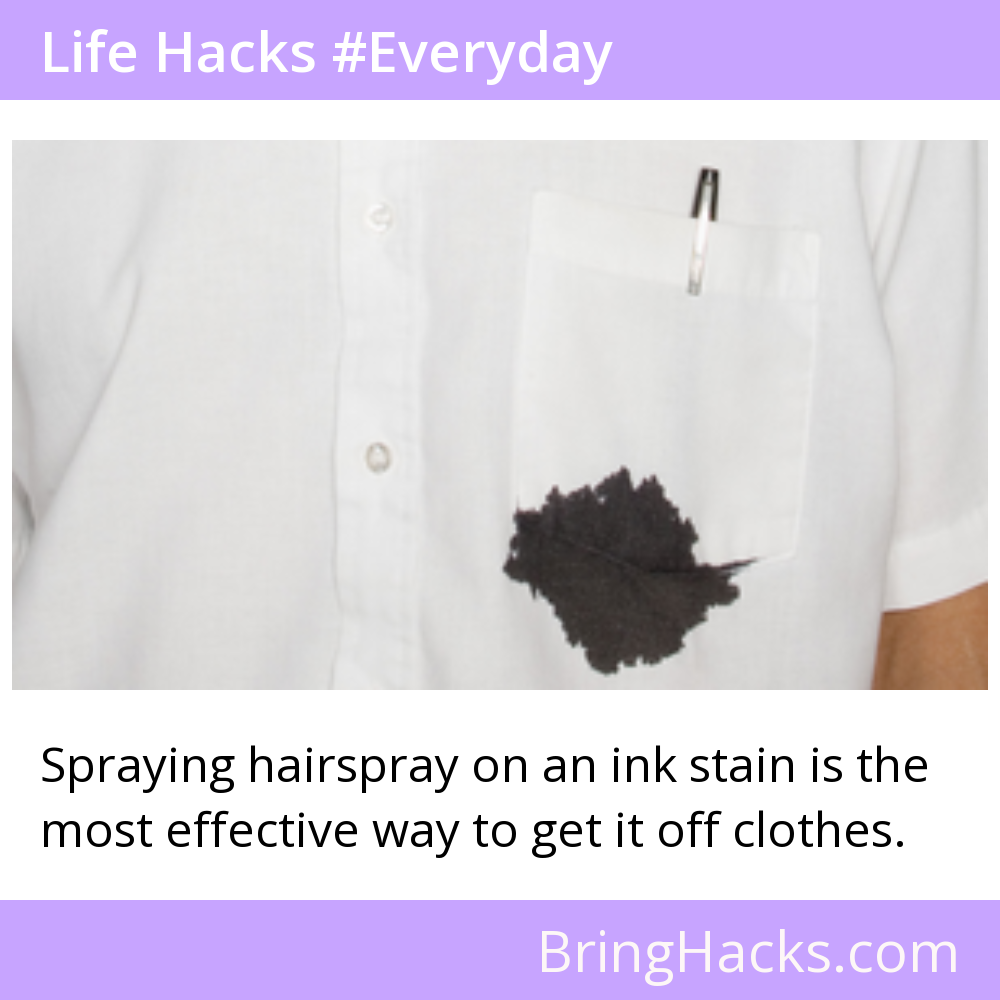 Life Hacks #Everyday
Spraying hairspray on an ink stain is the
most effective way to get it off clothes.
BringHacks.com